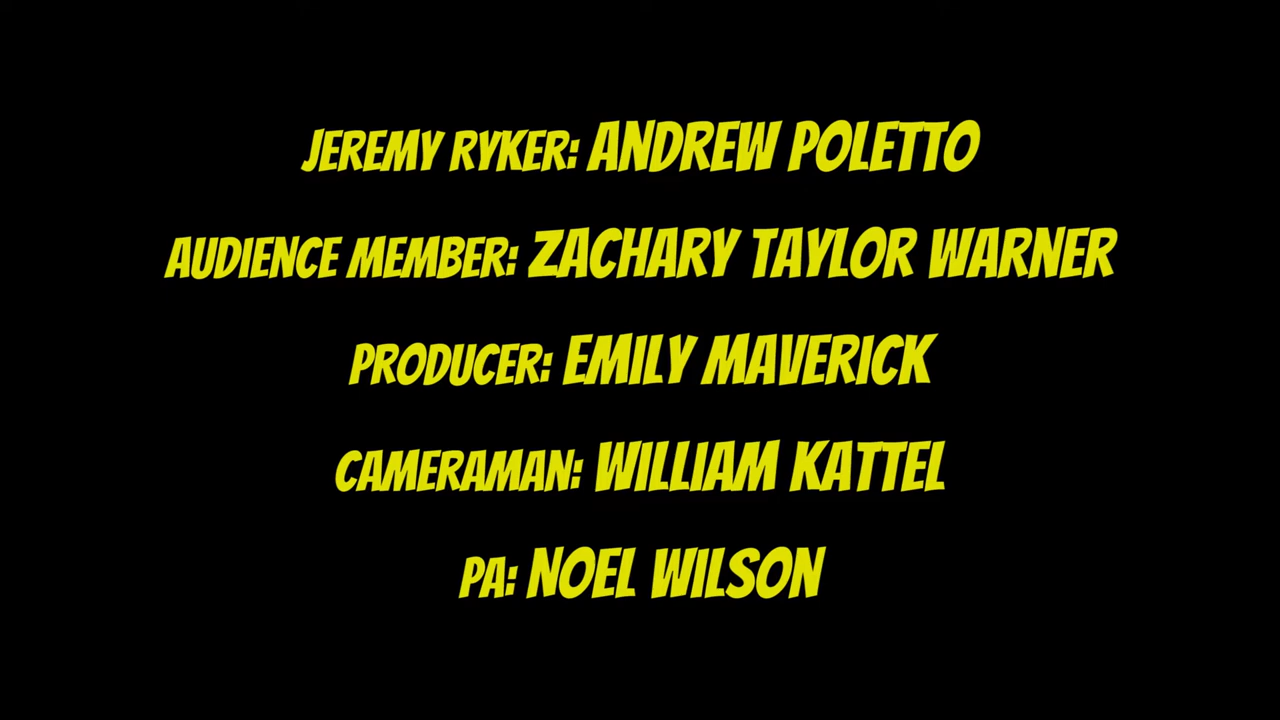 JEREMY RYKER: ANDREW POLETTO
AUDIENCE MEMBER: ZACHARY TAYLOR WARNER
PRODUCER: EMILY MAVERICK
CAMERAMAN: WILLIAM KATTEL
PA: NOEL WILSON